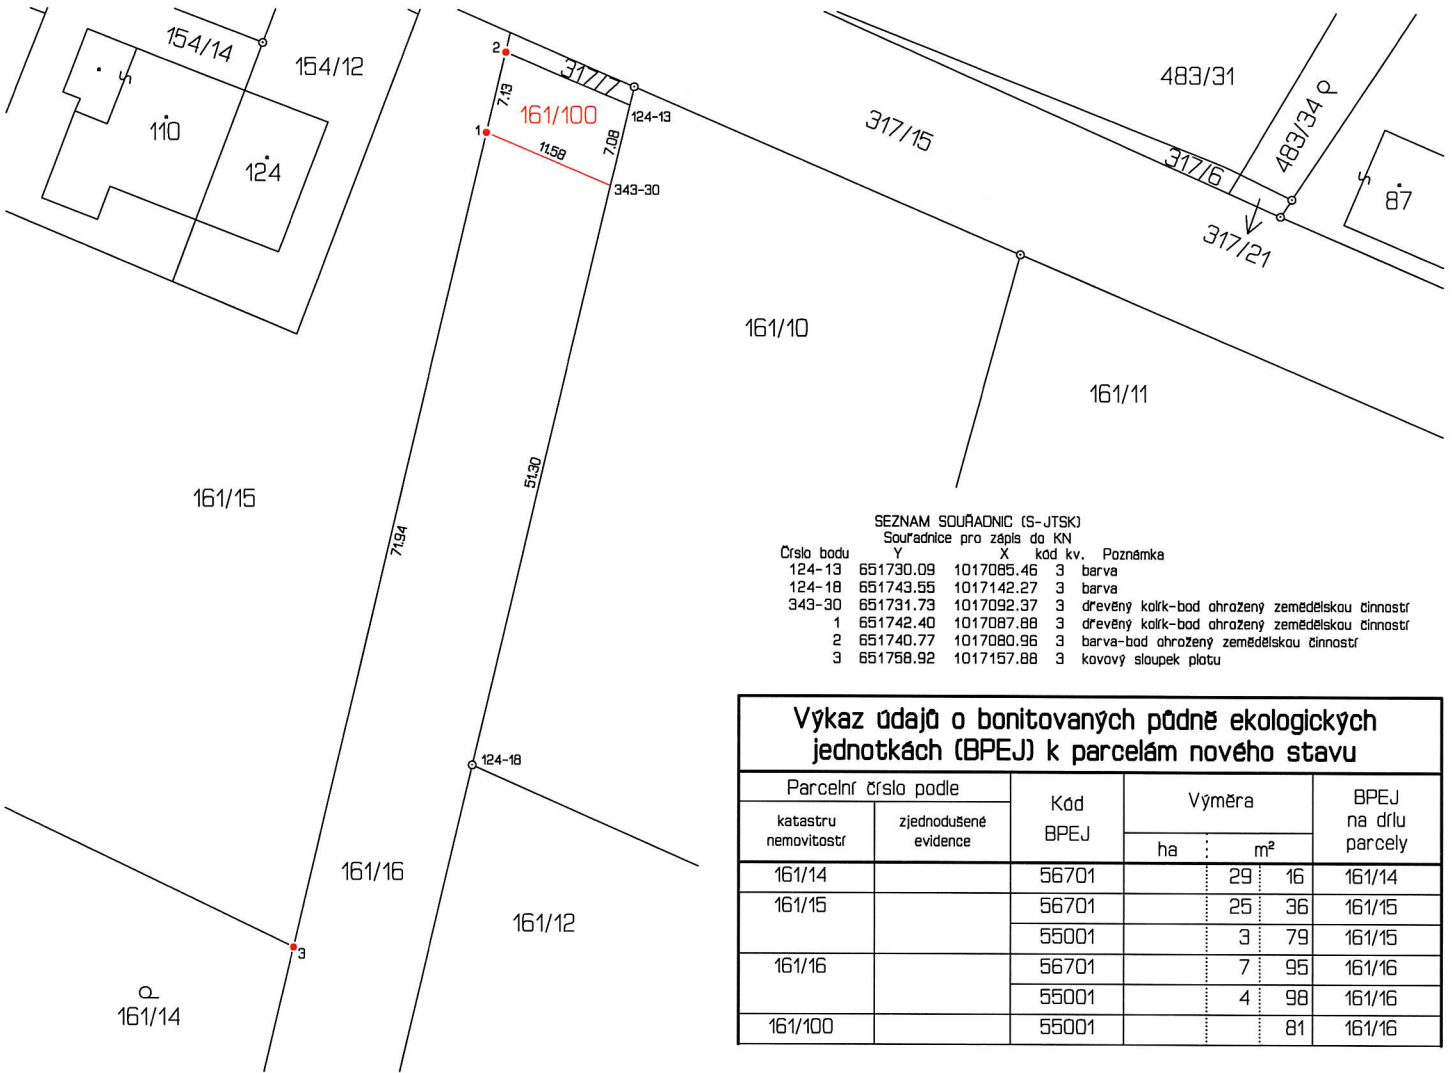 154/14
154/12
110
124
2
317/7
7.13
161/100
124-13
1
11.58
7.08
343-30
317/15
483/31
483/34
317/6
87
317/21
161/10
161/11
161/15
51.30
71.94
SEZNAM SOUŘADNIC (S-JTSK)
Souřadnice pro zápis do KN
Číslo bodu Y X kód kv. Poznámka
124-13 651730.09 1017085.46 3 barva
124-18 651743.55 1017142.27 3 barva
343-30 651731.73 1017092.37 3 dřevěný kolík-bod ohrožený zemědělskou činností
1 651742.40 1017087.88 3 dřevěný kolík-bod ohrožený zemědělskou činností
2 651740.77 1017080.96 3 barva-bod ohrožený zemědělskou činností
3 651758.92 1017157.88 3 kovový sloupek plotu
124-18
161/16
161/12
3
161/14
Výkaz údajů o bonitovaných půdně ekologických
jednotkách (BPEJ) k parcelám nového stavu
Parcelní číslo podle
katastru
nemovitostí
zjednodušené
evidence
Kód
BPEJ
Výměra
ha m²
BPEJ
na dílu
parcely
161/14 56701 29 16 161/14
161/15 56701 25 36 161/15
55001 3 79 161/15
161/16 56701 7 95 161/16
55001 4 98 161/16
161/100 55001 81 161/16